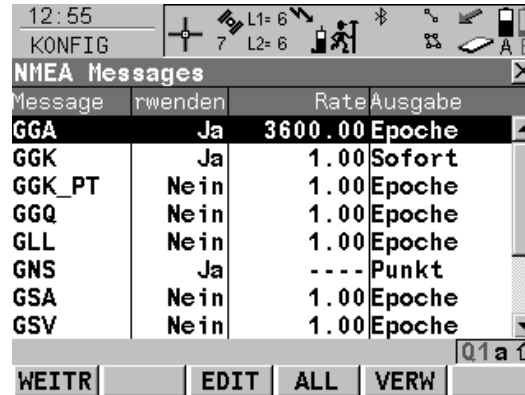 12:55
KONFIG
7
L1= 6
L2= 6
A B
NMEA Messages
Message rwenden Rate Ausgabe
GGA Ja 3600.00 Epoche
GGK Ja 1.00 Sofort
GGK_PT Nein 1.00 Epoche
GGQ Nein 1.00 Epoche
GLL Nein 1.00 Epoche
GNS Ja ---- Punkt
GSA Nein 1.00 Epoche
GSV Nein 1.00 Epoche
Q1 a
WEITR EDIT ALL VERW